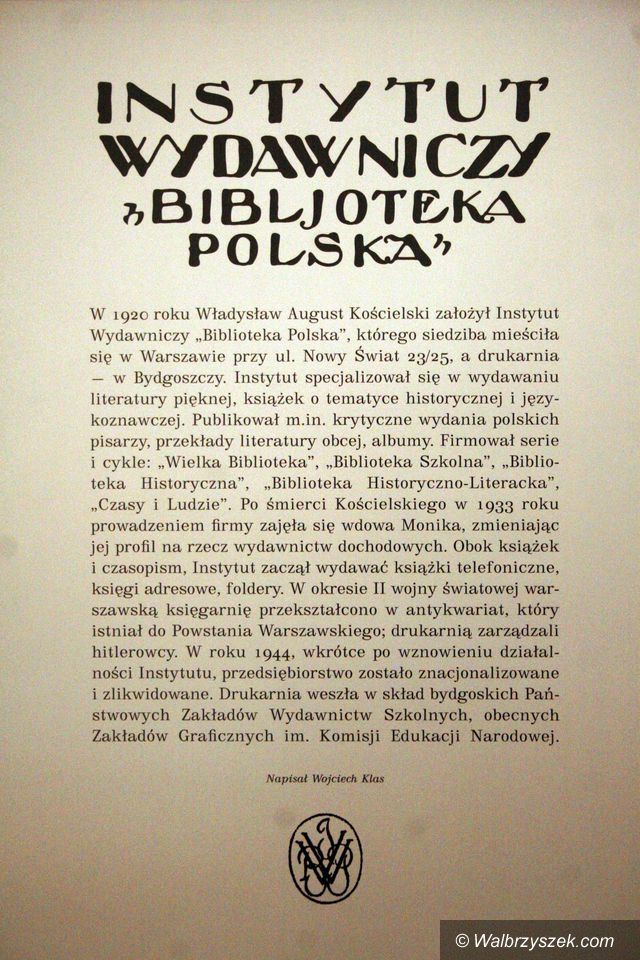 INSTYTUT
WYDAWNICZY
„BIBLJOTEKA
POLSKA”
W 1920 roku Władysław August Kościelski założył Instytut
Wydawniczy „Biblioteka Polska”, którego siedziba mieściła
się w Warszawie przy ul. Nowy Świat 23/25, a drukarnia
— w Bydgoszczy. Instytut specjalizował się w wydawaniu
literatury pięknej, książek o tematyce historycznej i języ-
koznawczej. Publikował m.in. krytyczne wydania polskich
pisarzy, przekłady literatury obcej, albumy. Firmował serie
i cykle: „Wielka Biblioteka”, „Biblioteka Szkolna”, „Biblio-
teka Historyczna”, „Biblioteka Historyczno-Literacka”,
„Czasy i Ludzie”. Po śmierci Kościelskiego w 1933 roku
prowadzeniem firmy zajęła się wdowa Monika, zmieniając
jej profil na rzecz wydawnictw dochodowych. Obok książek
i czasopism, Instytut zaczął wydawać książki telefoniczne,
księgi adresowe, foldery. W okresie II wojny światowej war-
szawską księgarnię przekształcono w antykwariat, który
istniał do Powstania Warszawskiego; drukarnią zarządzali
hitlerowcy. W roku 1944, wkrótce po wznowieniu działal-
ności Instytutu, przedsiębiorstwo zostało znacjonalizowane
i zlikwidowane. Drukarnia weszła w skład bydgoskich Pań-
stwowych Zakładów Wydawnictw Szkolnych, obecnych
Zakładów Graficznych im. Komisji Edukacji Narodowej.
Napisał Wojciech Klas
© Walbrzyszek.com